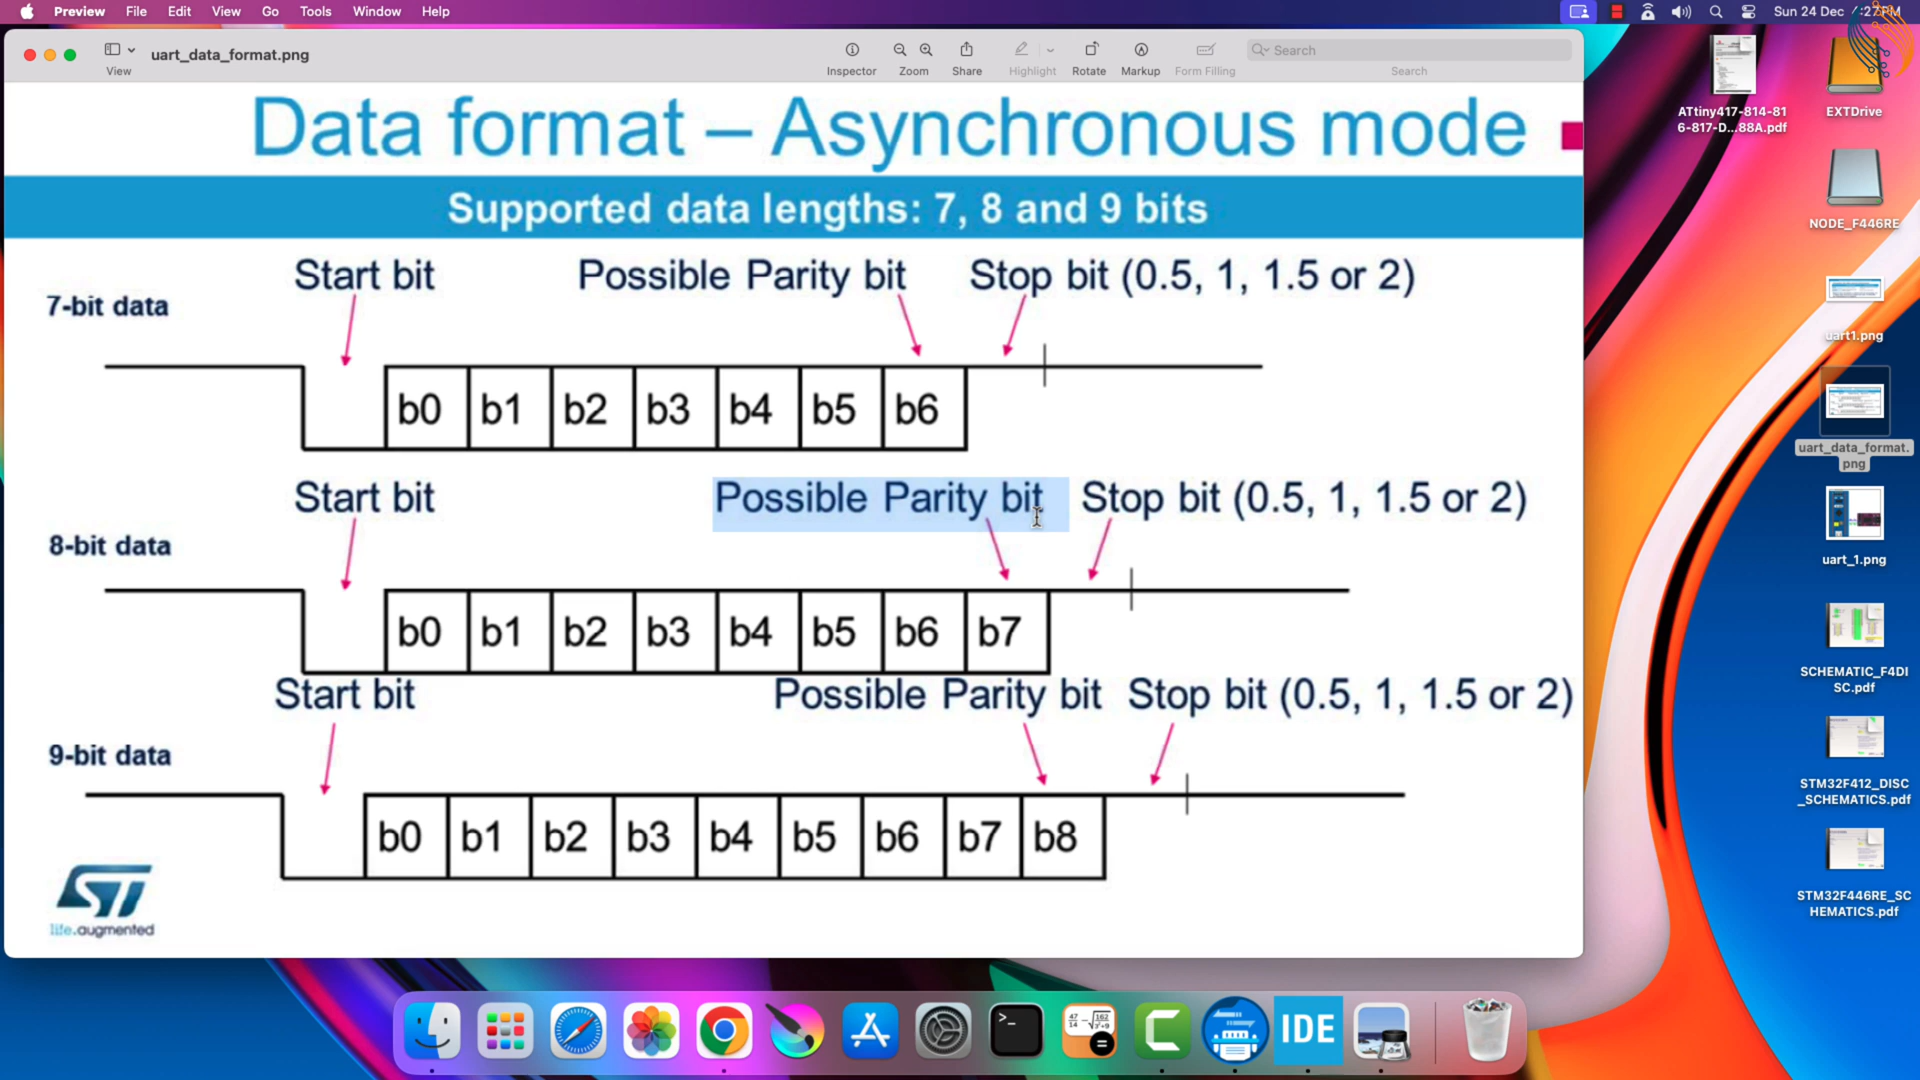 Preview File Edit View Go Tools Window Help
Sun 24 Dec
uart_data_format.png
View
Inspector Zoom Share Highlight Rotate Markup Form Filling
Search
Search
Data format – Asynchronous mode
Supported data lengths: 7, 8 and 9 bits
Start bit Possible Parity bit Stop bit (0.5, 1, 1.5 or 2)
7-bit data
b0 b1 b2 b3 b4 b5 b6
Start bit Possible Parity bit Stop bit (0.5, 1, 1.5 or 2)
8-bit data
b0 b1 b2 b3 b4 b5 b6 b7
Start bit Possible Parity bit Stop bit (0.5, 1, 1.5 or 2)
9-bit data
b0 b1 b2 b3 b4 b5 b6 b7 b8
ST
life.augmented
ATtiny417-814-81
6-817-D...88A.pdf
EXTDrive
NODE_F446RE
uart1.png
uart_data_format.
png
uart_1.png
SCHEMATIC_F4DI
SC.pdf
STM32F412_DISC
_SCHEMATICS.pdf
STM32F446RE_SC
HEMATICS.pdf
IDE